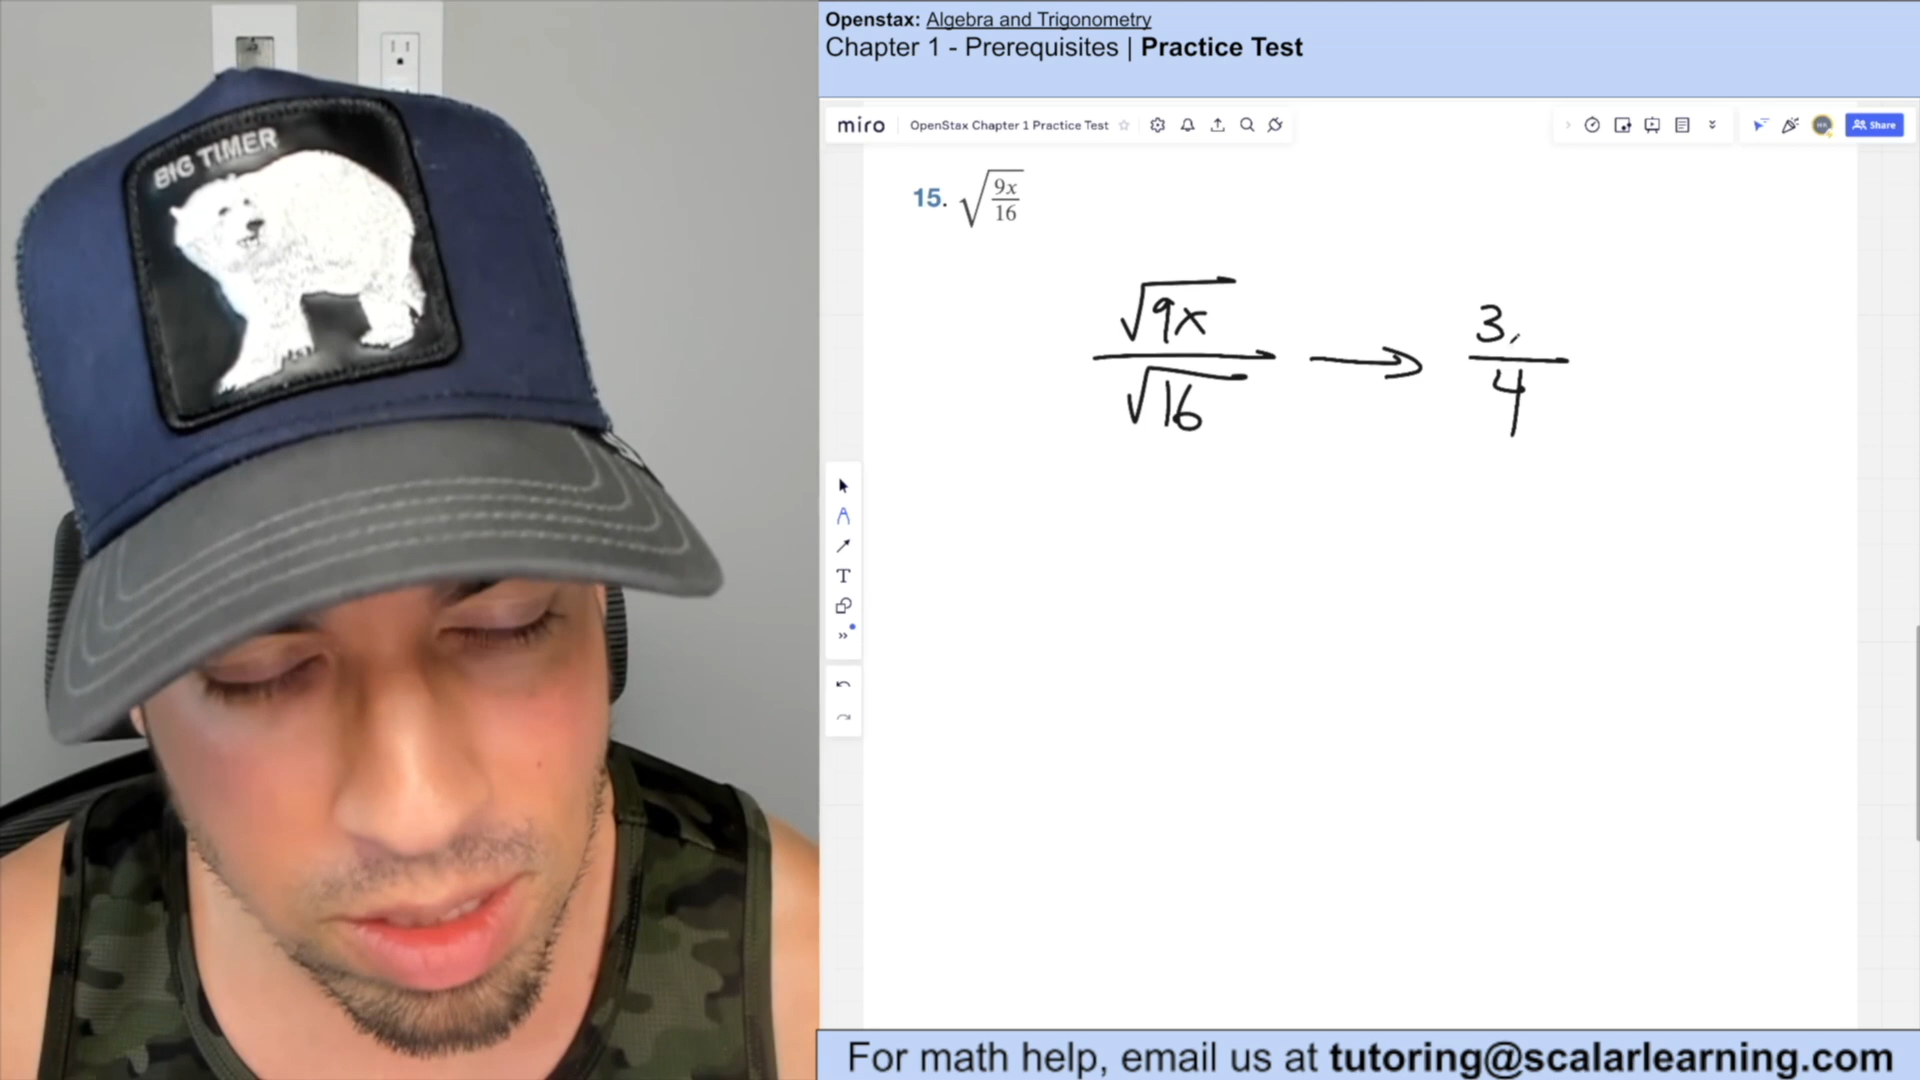 BIG TIMER
Openstax: Algebra and Trigonometry
Chapter 1 - Prerequisites | Practice Test
miro OpenStax Chapter 1 Practice Test Share
15. √(9x/16)
√9x / √16 → 3 / 4
T
For math help, email us at tutoring@scalarlearning.com